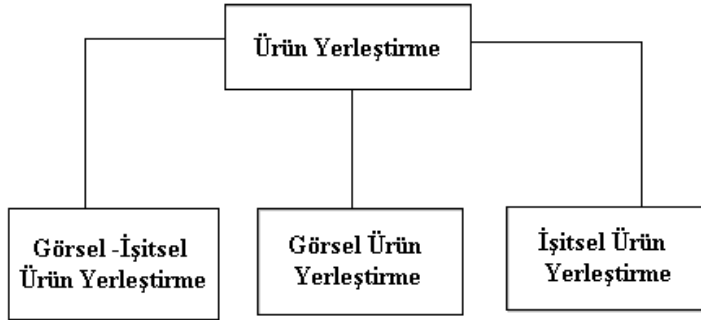 Ürün Yerleştirme
Görsel -İşitsel
Ürün Yerleştirme
Görsel Ürün
Yerleştirme
İşitsel Ürün
Yerleştirme